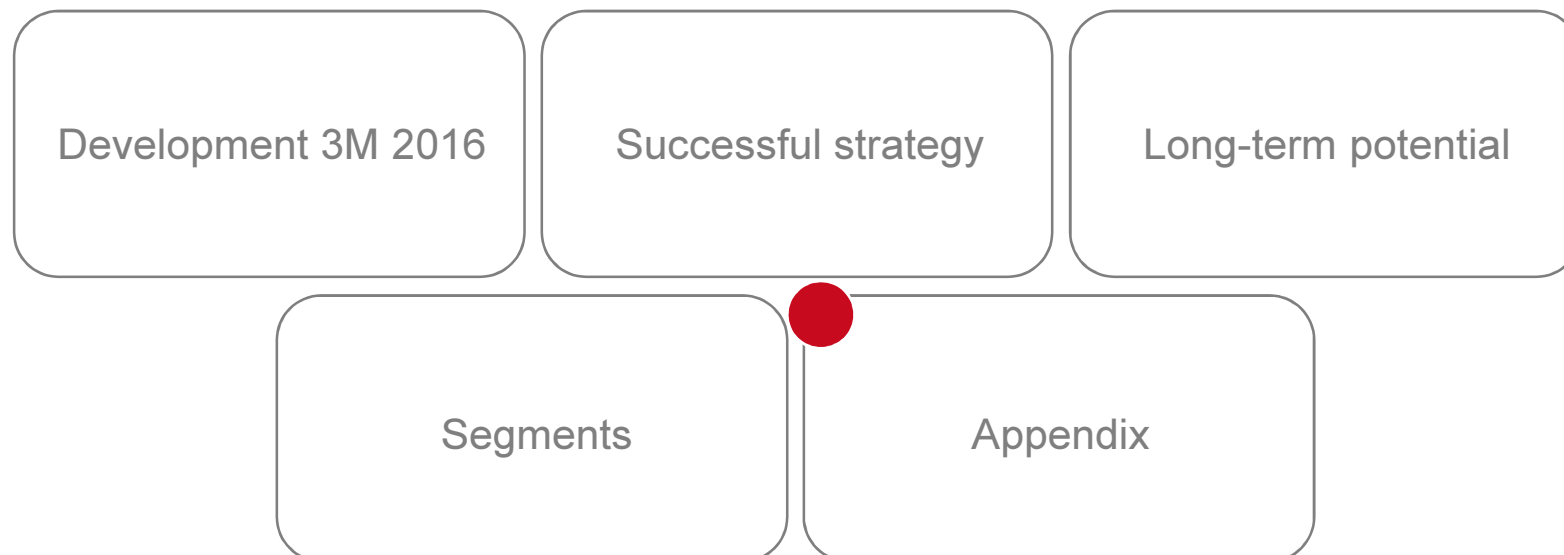 Development 3M 2016
Successful strategy
Long-term potential
Segments
Appendix